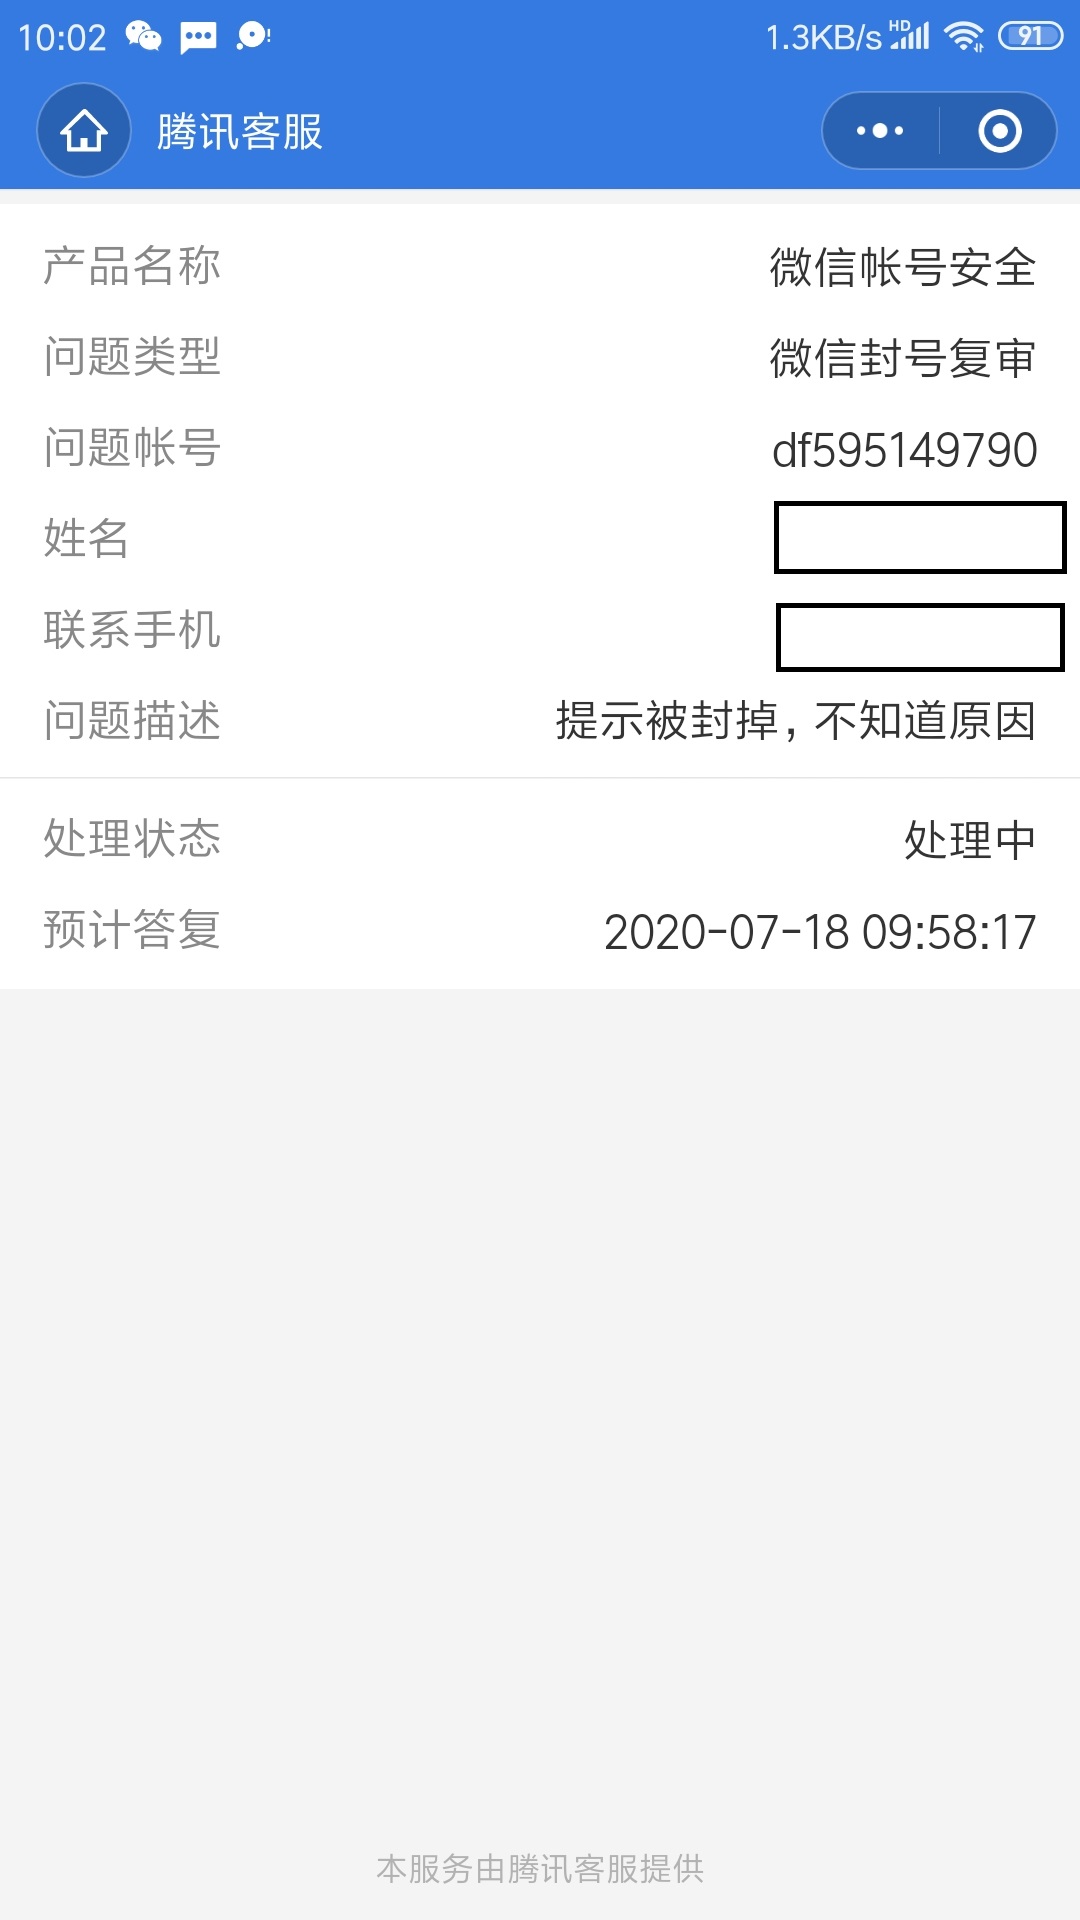 10:02
1.3KB/s HD 91
腾讯客服
产品名称 微信帐号安全
问题类型 微信封号复审
问题帐号 df595149790
姓名
联系手机
问题描述 提示被封掉,不知道原因
处理状态 处理中
预计答复 2020-07-18 09:58:17
本服务由腾讯客服提供